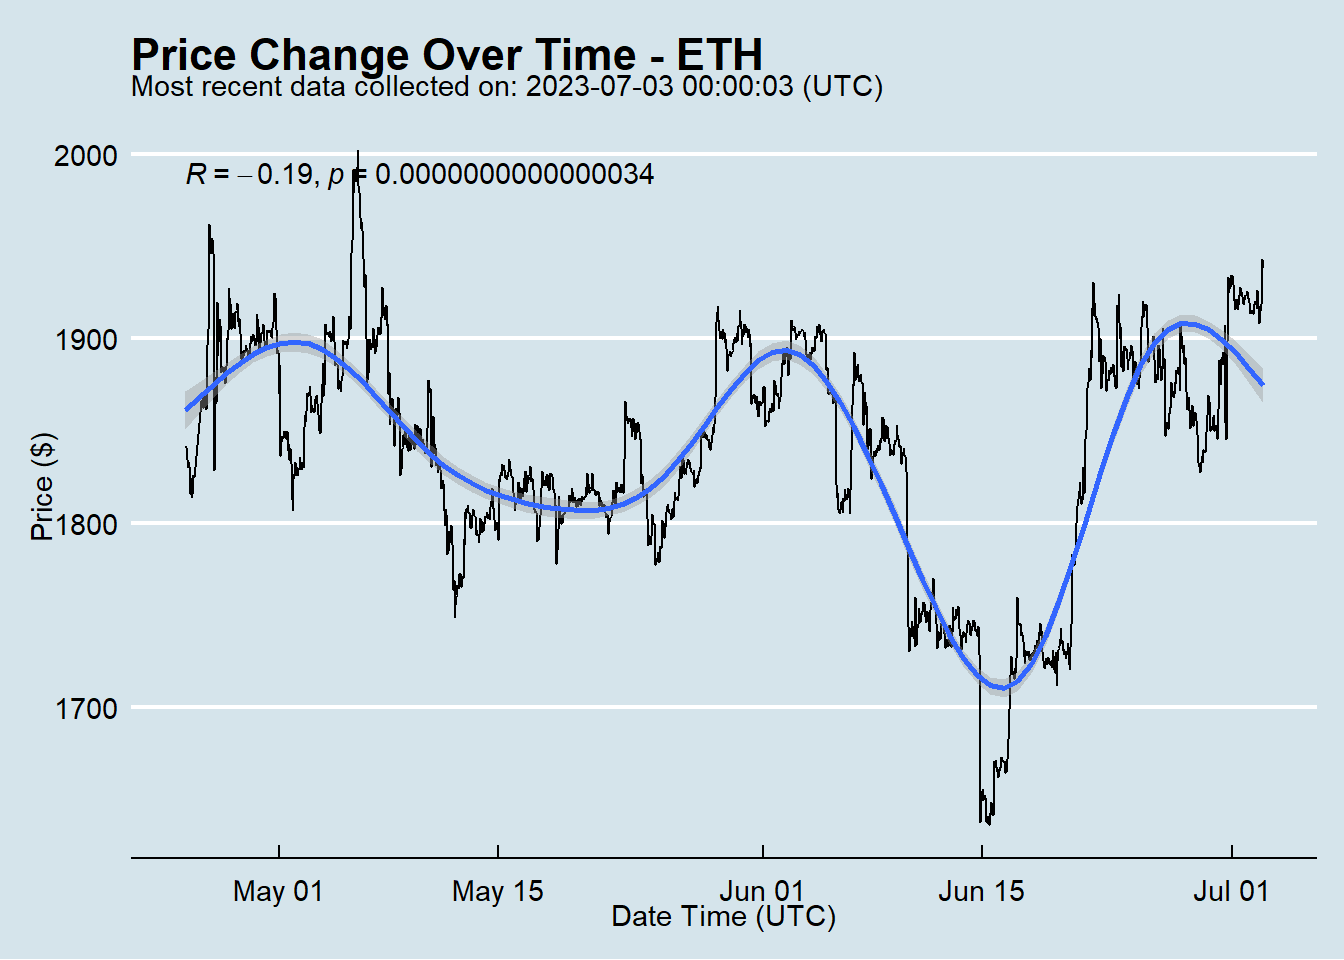 Price Change Over Time - ETH
Most recent data collected on: 2023-07-03 00:00:03 (UTC)
R = −0.19, p = 0.0000000000000034
2000
1900
1800
1700
Price ($)
May 01
May 15
Jun 01
Jun 15
Jul 01
Date Time (UTC)